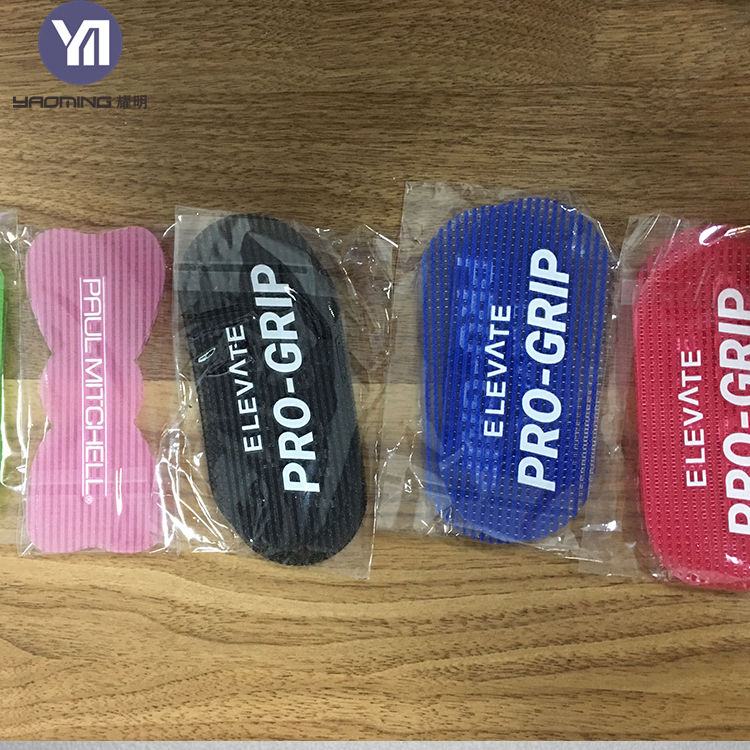 YM
YAOMING 耀明
PAUL MITCHELL®
ELEVATE
PRO-GRIP
ELEVATE
PRO-GRIP
ELEVATE
PRO-GRIP